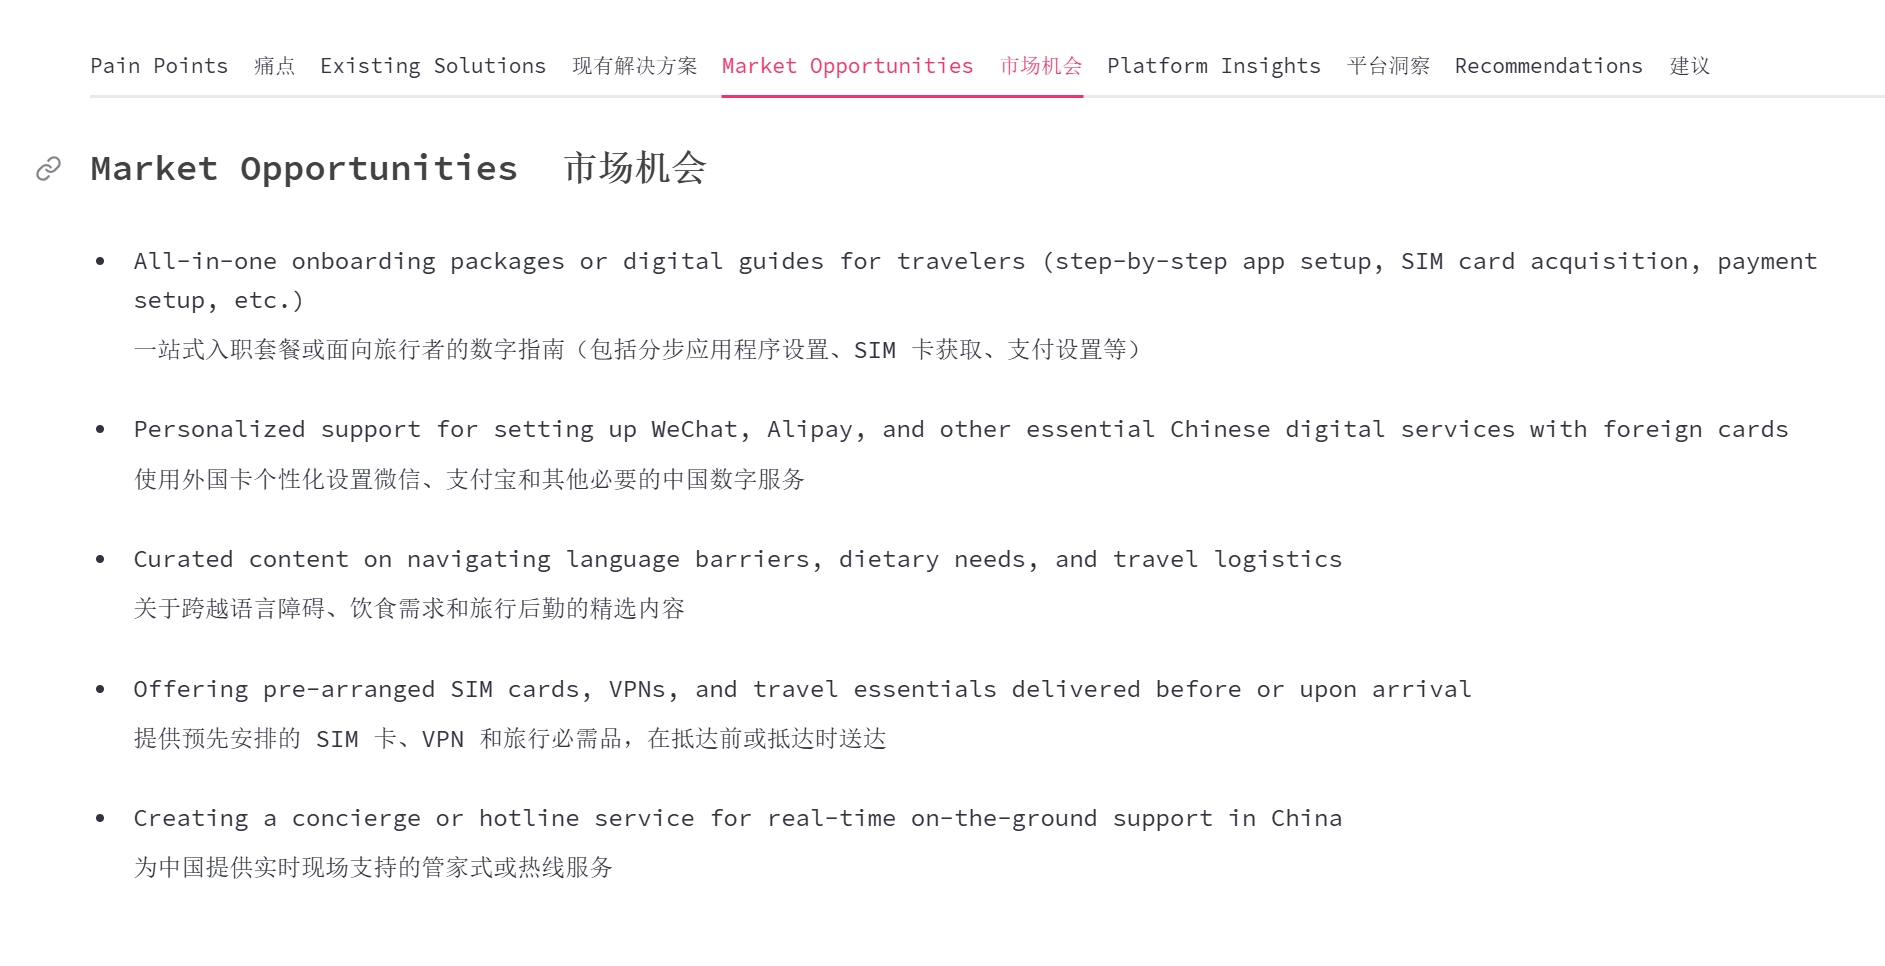 Pain Points 痛点 Existing Solutions 现有解决方案 Market Opportunities 市场机会 Platform Insights 平台洞察 Recommendations 建议
Market Opportunities 市场机会
• All-in-one onboarding packages or digital guides for travelers (step-by-step app setup, SIM card acquisition, payment
setup, etc.)
一站式入职套餐或面向旅行者的数字指南（包括分步应用程序设置、SIM 卡获取、支付设置等）
• Personalized support for setting up WeChat, Alipay, and other essential Chinese digital services with foreign cards
使用外国卡个性化设置微信、支付宝和其他必要的中国数字服务
• Curated content on navigating language barriers, dietary needs, and travel logistics
关于跨越语言障碍、饮食需求和旅行后勤的精选内容
• Offering pre-arranged SIM cards, VPNs, and travel essentials delivered before or upon arrival
提供预先安排的 SIM 卡、VPN 和旅行必需品，在抵达前或抵达时送达
• Creating a concierge or hotline service for real-time on-the-ground support in China
为中国提供实时现场支持的管家式或热线服务